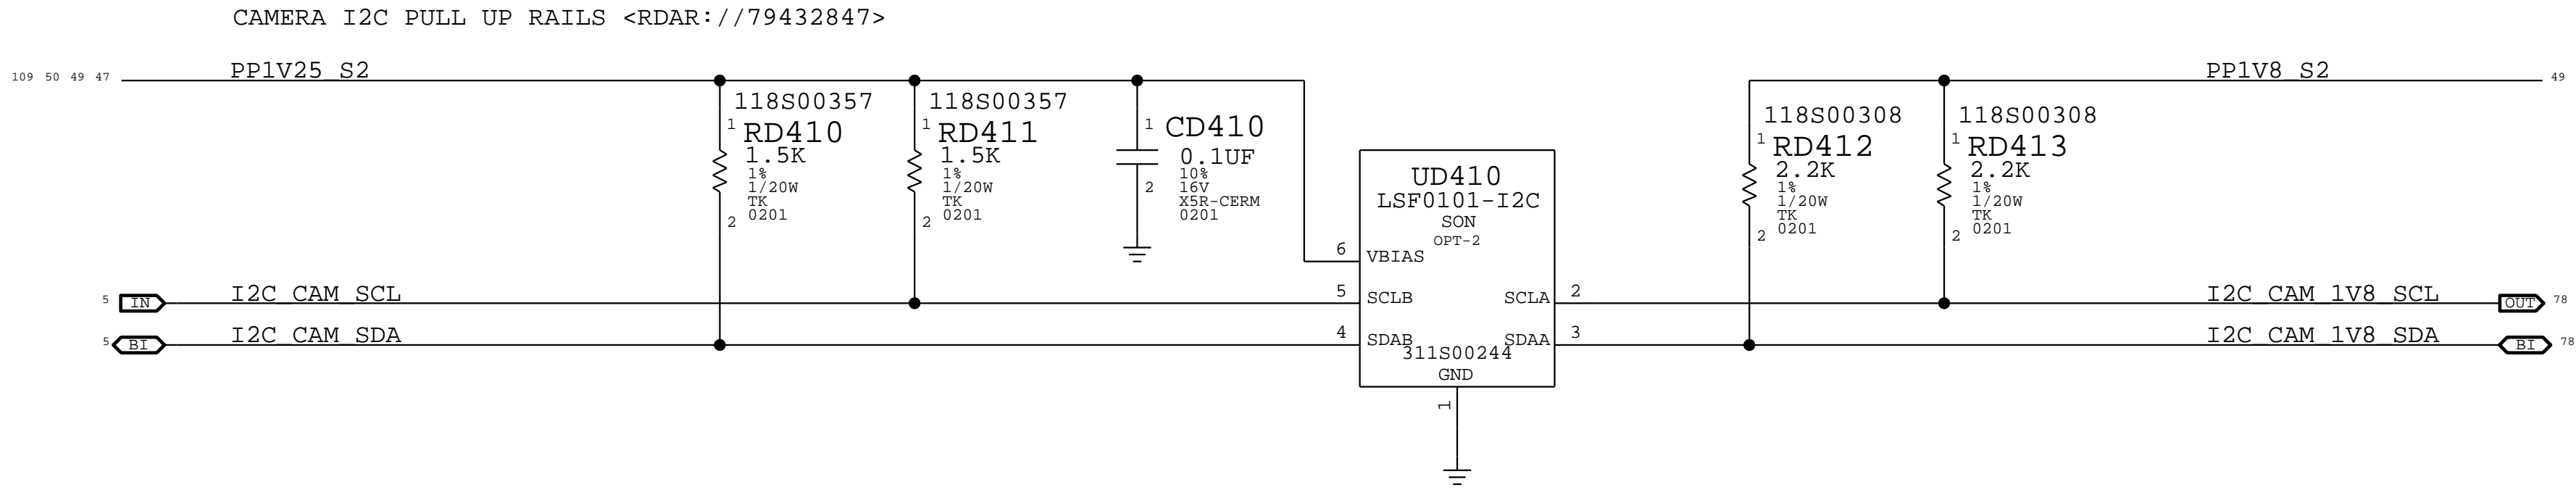 CAMERA I2C PULL UP RAILS <RDAR://79432847>
109 50 49 47
PP1V25_S2
118S00357
1
RD410
1.5K
1%
1/20W
TK
0201
2
118S00357
1
RD411
1.5K
1%
1/20W
TK
0201
2
1
CD410
0.1UF
10%
16V
X5R-CERM
0201
2
UD410
LSF0101-I2C
SON
OPT-2
6
VBIAS
5
SCLB
SCLA
2
4
SDAB
SDAA
3
311S00244
GND
1
PP1V8_S2
49
118S00308
1
RD412
2.2K
1%
1/20W
TK
0201
2
118S00308
1
RD413
2.2K
1%
1/20W
TK
0201
2
5
IN
I2C_CAM_SCL
5
BI
I2C_CAM_SDA
I2C_CAM_1V8_SCL
OUT
78
I2C_CAM_1V8_SDA
BI
78